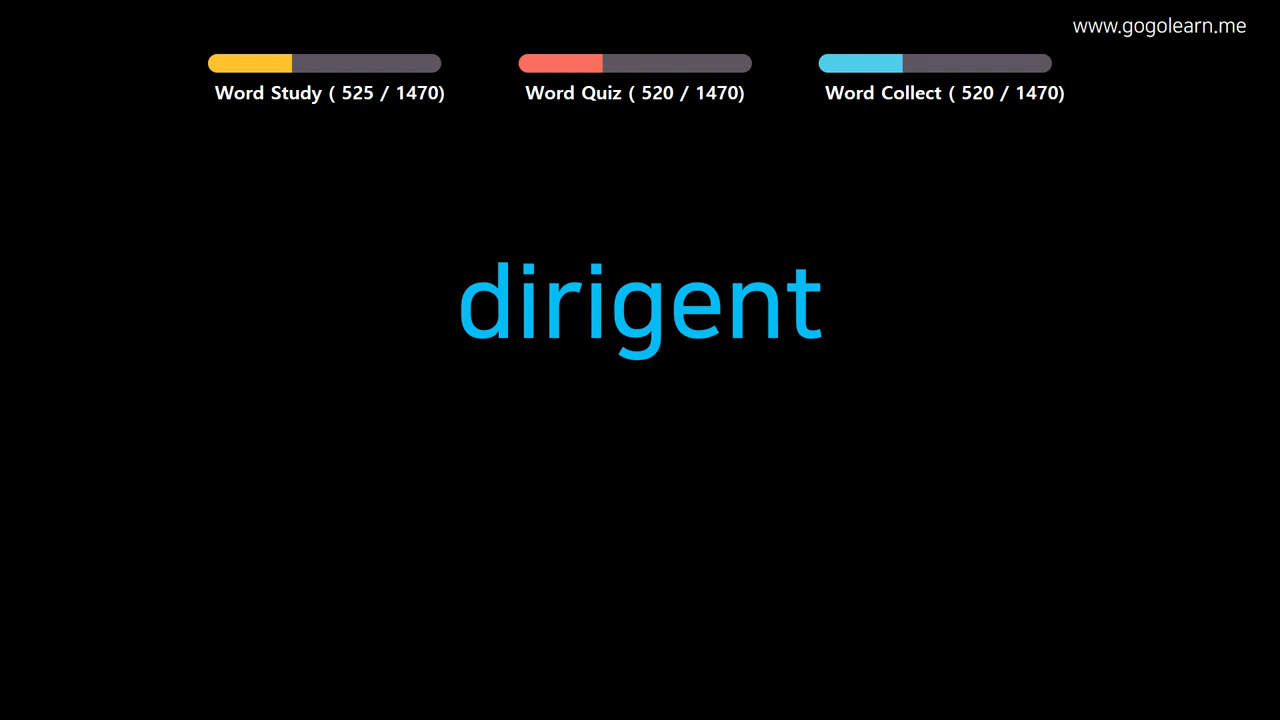 www.gogolearn.me
Word Study ( 525 / 1470)
Word Quiz ( 520 / 1470)
Word Collect ( 520 / 1470)
dirigent